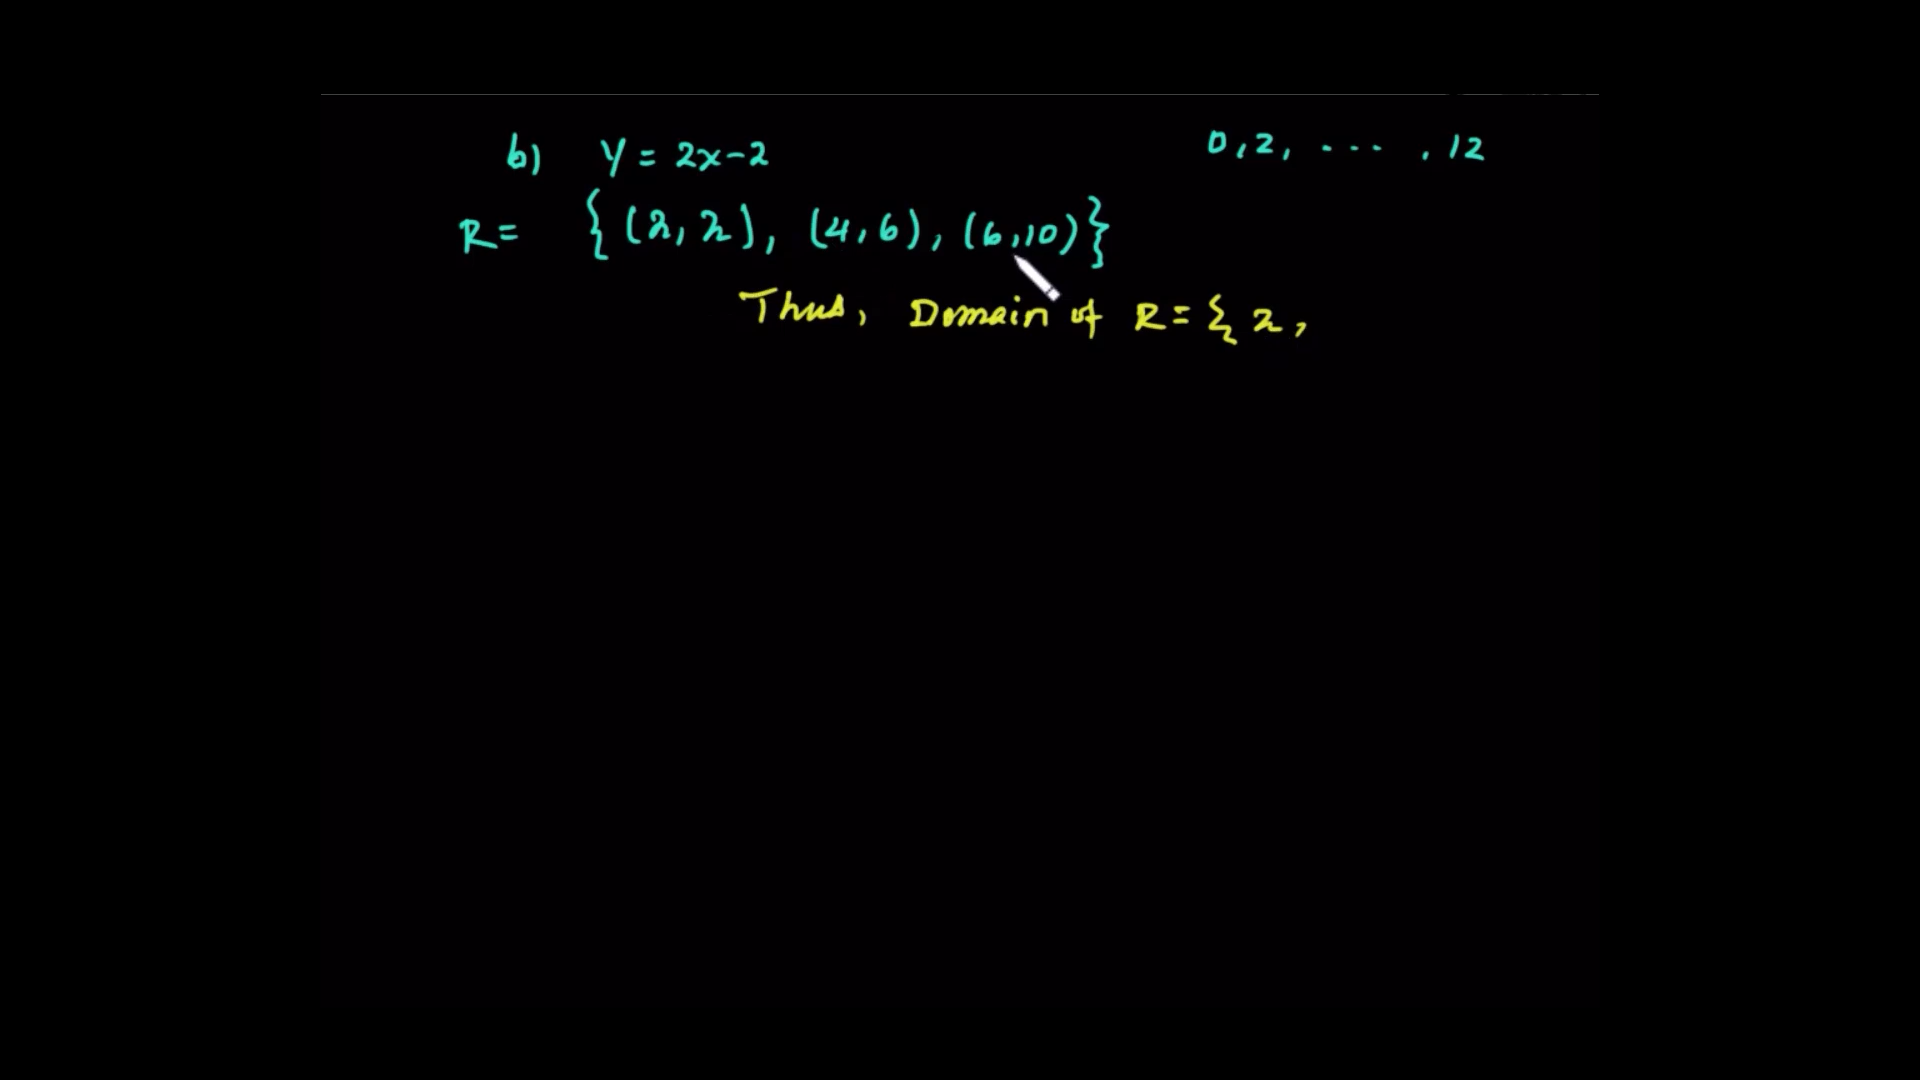 b) y = 2x-2 0,2, ... , 12
R = {(2,2), (4,6), (6,10)}
Thus, Domain of R = { 2,